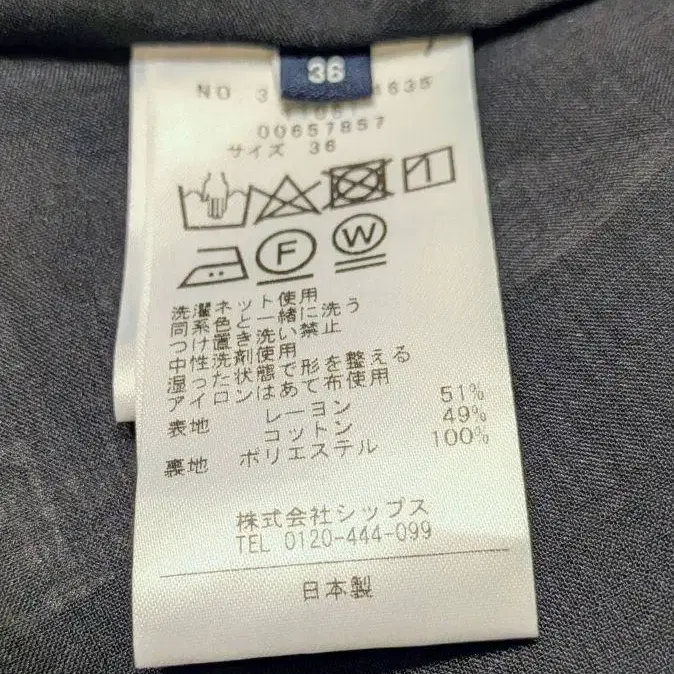 36
NO 3
4635
00657857
サイズ 36
F
W
洗濯ネット使用
同系色と一緒に洗う
つけ置き洗い禁止
中性洗剤使用
湿った状態で形を整える
アイロンはあて布使用
表地 レーヨン 51%
コットン 49%
裏地 ポリエステル 100%
株式会社シップス
TEL 0120-444-099
日本製